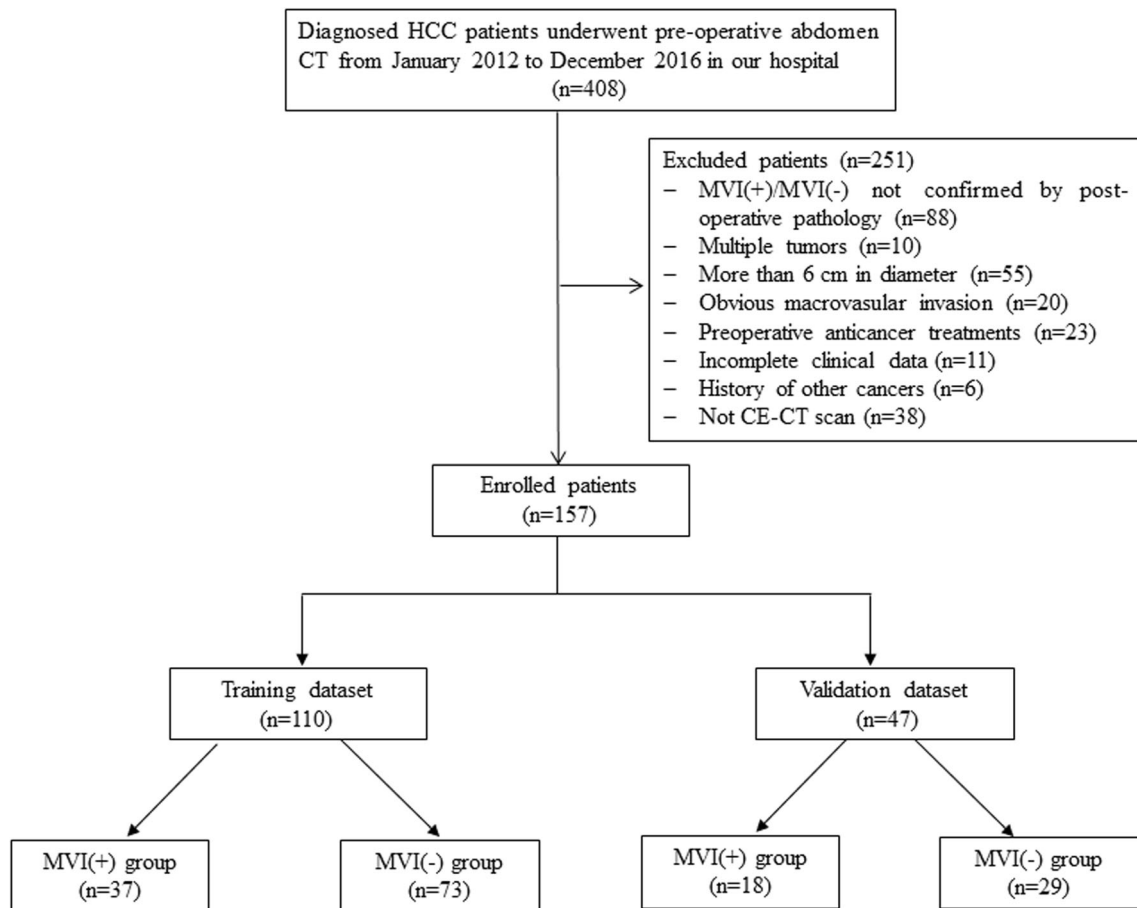 Diagnosed HCC patients underwent pre-operative abdomen
CT from January 2012 to December 2016 in our hospital
(n=408)
Excluded patients (n=251)
− MVI(+)/MVI(-) not confirmed by post-
operative pathology (n=88)
− Multiple tumors (n=10)
− More than 6 cm in diameter (n=55)
− Obvious macrovasular invasion (n=20)
− Preoperative anticancer treatments (n=23)
− Incomplete clinical data (n=11)
− History of other cancers (n=6)
− Not CE-CT scan (n=38)
Enrolled patients
(n=157)
Training dataset
(n=110)
Validation dataset
(n=47)
MVI(+) group
(n=37)
MVI(-) group
(n=73)
MVI(+) group
(n=18)
MVI(-) group
(n=29)